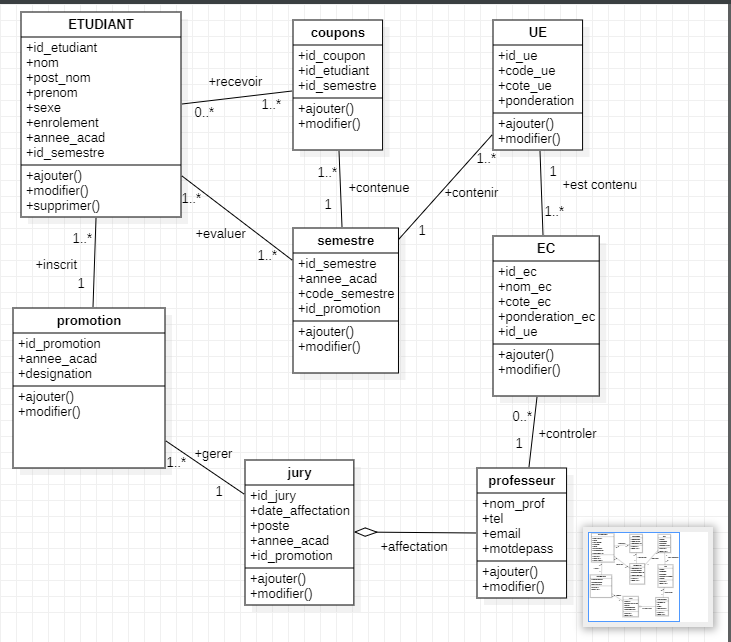 ETUDIANT
+id_etudiant
+nom
+post_nom
+prenom
+sexe
+enrolement
+annee_acad
+id_semestre
+ajouter()
+modifier()
+supprimer()
+recevoir
0..*
1..*
coupons
+id_coupon
+id_etudiant
+id_semestre
+ajouter()
+modifier()
UE
+id_ue
+code_ue
+cote_ue
+ponderation
+ajouter()
+modifier()
1..*
+contenue
1
1..*
+contenir
1
1
+est contenu
1..*
1..*
+evaluer
1..*
1..*
+inscrit
1
semestre
+id_semestre
+annee_acad
+code_semestre
+id_promotion
+ajouter()
+modifier()
EC
+id_ec
+nom_ec
+cote_ec
+ponderation_ec
+id_ue
+ajouter()
+modifier()
promotion
+id_promotion
+annee_acad
+designation
+ajouter()
+modifier()
0..*
+controler
1
1..*
+gerer
1
jury
+id_jury
+date_affectation
+poste
+annee_acad
+id_promotion
+ajouter()
+modifier()
+affectation
professeur
+nom_prof
+tel
+email
+motdepass
+ajouter()
+modifier()